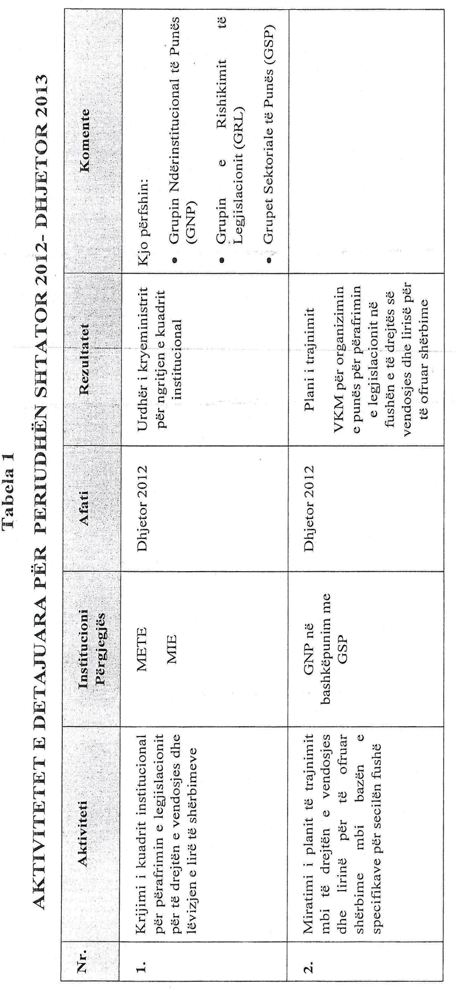 Tabela 1
AKTIVITETET E DETAJUARA PËR PERIUDHËN SHTATOR 2012- DHJETOR 2013
Nr.
Aktiviteti
Institucioni
Përgjegjës
Afati
Rezultatet
Komente
1.
Krijimi i kuadrit institucional
për përafrimin e legjislacionit
për të drejtën e vendosjes dhe
lëvizjen e lirë të shërbimeve
METE
MIE
Dhjetor 2012
Urdhër i kryeministrit
për ngritjen e kuadrit
institucional
Kjo përfshin:
• Grupin Ndërinstitucional të Punës
(GNP)
• Grupin e Rishikimit të
Legjislacionit (GRL)
• Grupet Sektoriale të Punës (GSP)
2.
Miratimi i planit të trajnimit
mbi të drejtën e vendosjes
dhe lirinë për të ofruar
shërbime mbi bazën e
specifikave për secilën fushë
GNP në
bashkëpunim me
GSP
Dhjetor 2012
Plani i trajnimit
VKM për organizimin
e punës për përafrimin
e legjislacionit në
fushën e të drejtës së
vendosjes dhe lirisë për
të ofruar shërbime